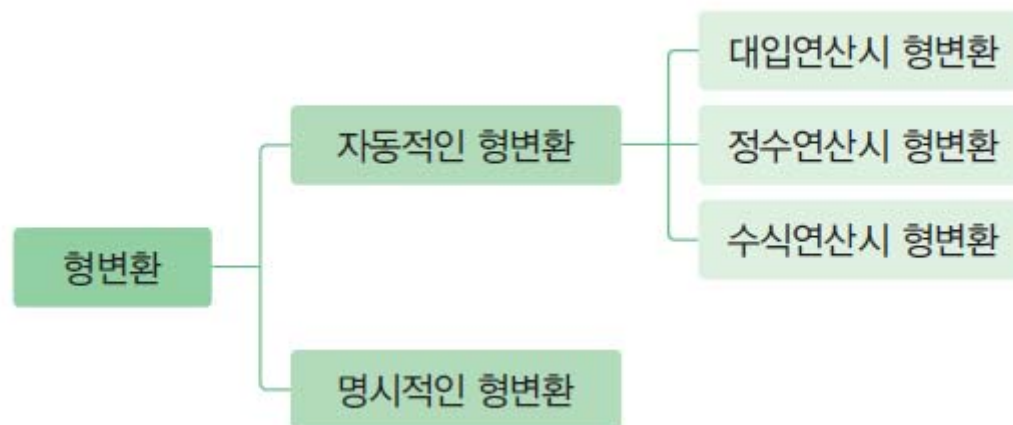 형변환
자동적인 형변환
대입연산시 형변환
정수연산시 형변환
수식연산시 형변환
명시적인 형변환